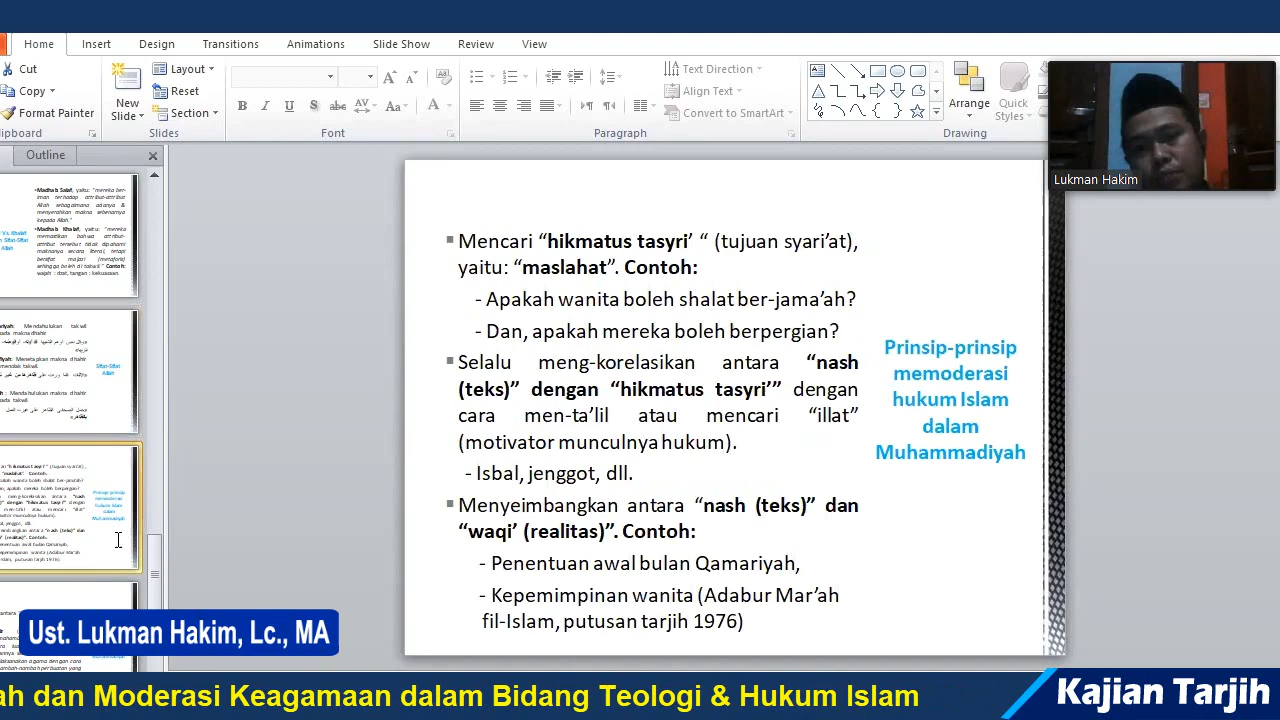 Home Insert Design Transitions Animations Slide Show Review View
Cut
Copy
Format Painter
New
Slide
Layout
Reset
Section
Slides
Font
Text Direction
Align Text
Convert to SmartArt
Paragraph
Arrange
Quick
Styles
Drawing
Outline
Lukman Hakim
Mencari “hikmatus tasyri’ “ (tujuan syari’at),
yaitu: “maslahat”. Contoh:
- Apakah wanita boleh shalat ber-jama’ah?
- Dan, apakah mereka boleh berpergian?
Selalu meng-korelasikan antara “nash
(teks)” dengan “hikmatus tasyri’” dengan
cara men-ta’lil atau mencari “illat”
(motivator munculnya hukum).
- Isbal, jenggot, dll.
Menyeimbangkan antara “nash (teks)” dan
“waqi’ (realitas)”. Contoh:
- Penentuan awal bulan Qamariyah,
- Kepemimpinan wanita (Adabur Mar’ah
fil-Islam, putusan tarjih 1976)
Prinsip-prinsip
memoderasi
hukum Islam
dalam
Muhammadiyah
Ust. Lukman Hakim, Lc., MA
ah dan Moderasi Keagamaan dalam Bidang Teologi & Hukum Islam
Kajian Tarjih